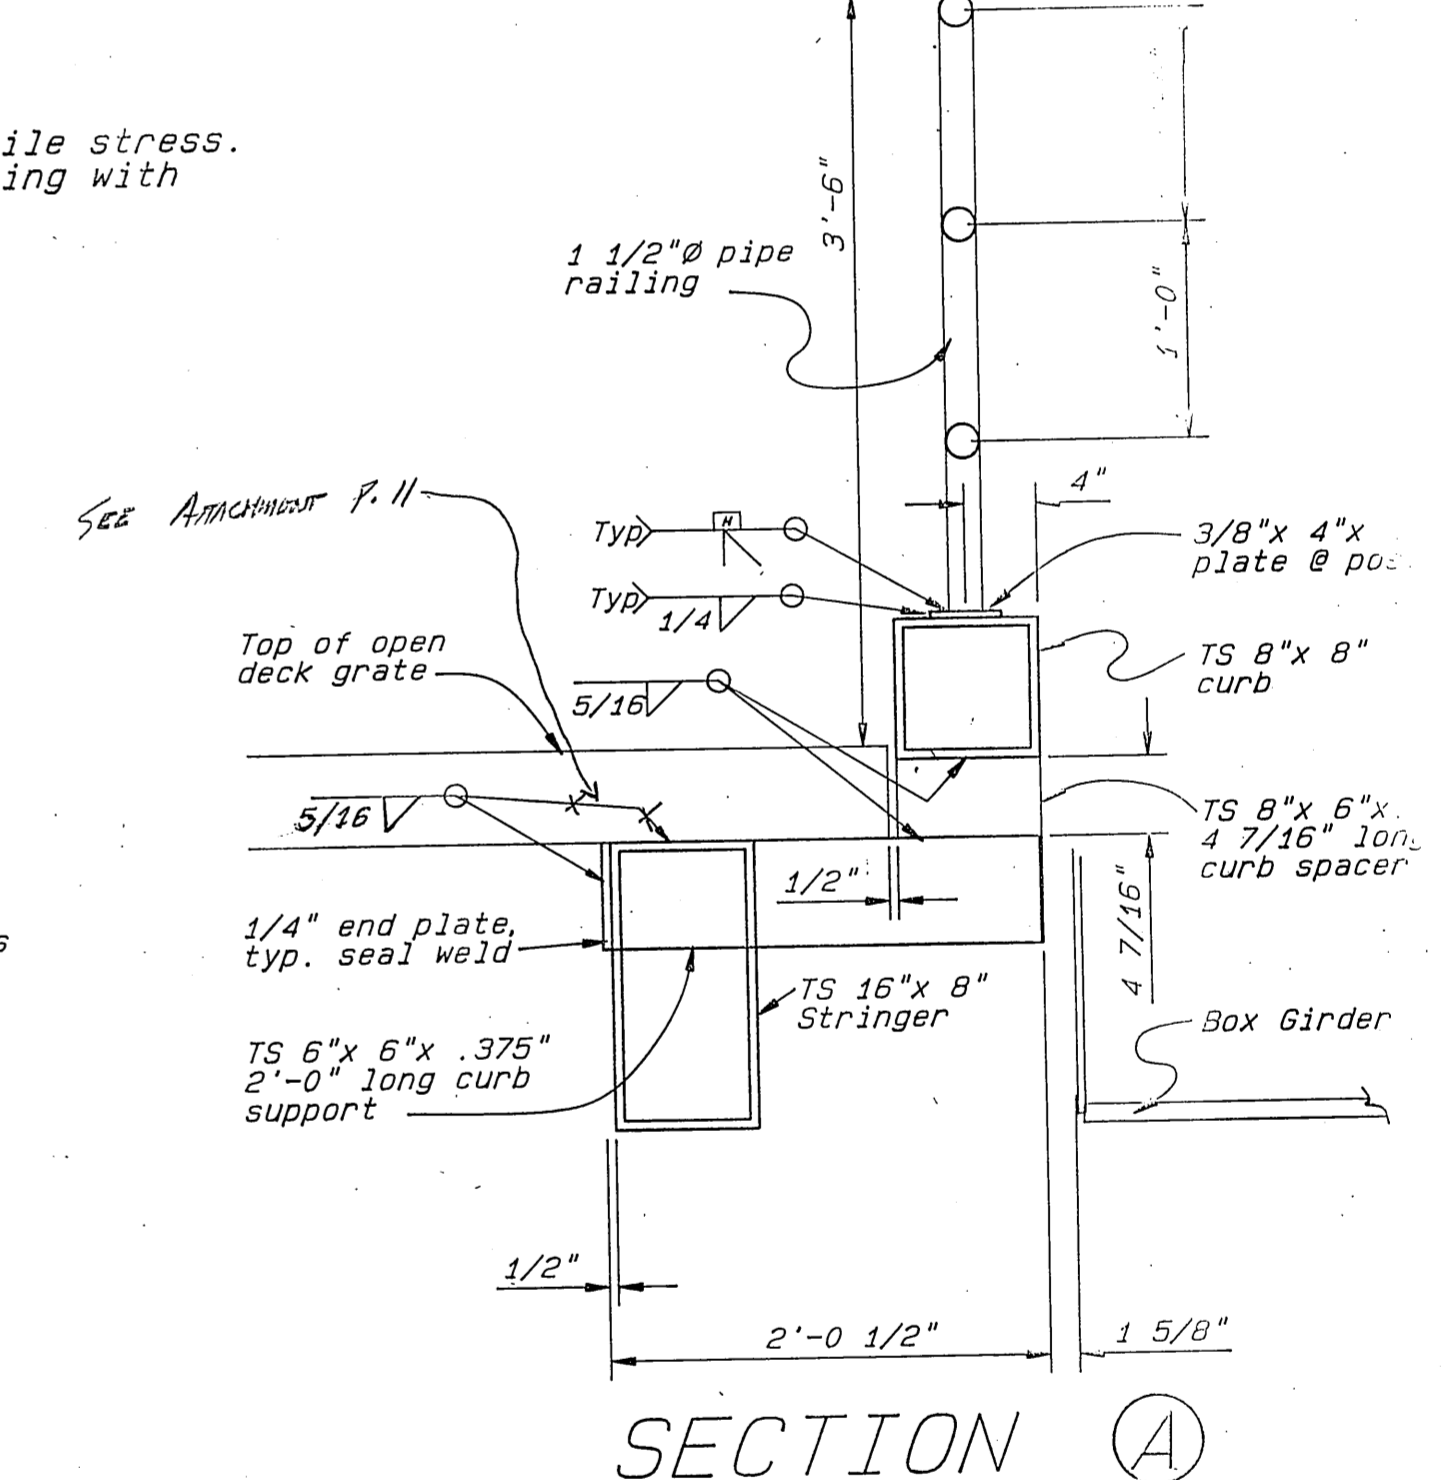 ile stress.
ing with
3'-6"
1 1/2"Ø pipe
railing
1'-0"
SEE ATTACHMENT P. 11
4"
Typ
H
3/8"x 4"x
plate @
Typ
1/4
Top of open
deck grate
TS 8"x 8"
curb
5/16
5/16
TS 8"x 6"x
4 7/16" long
curb spacer
1/2"
4 7/16"
1/4" end plate,
typ. seal weld
6
TS 16"x 8"
Stringer
Box Girder
TS 6"x 6"x .375"
2'-0" long curb
support
1/2"
2'-0 1/2"
1 5/8"
SECTION A